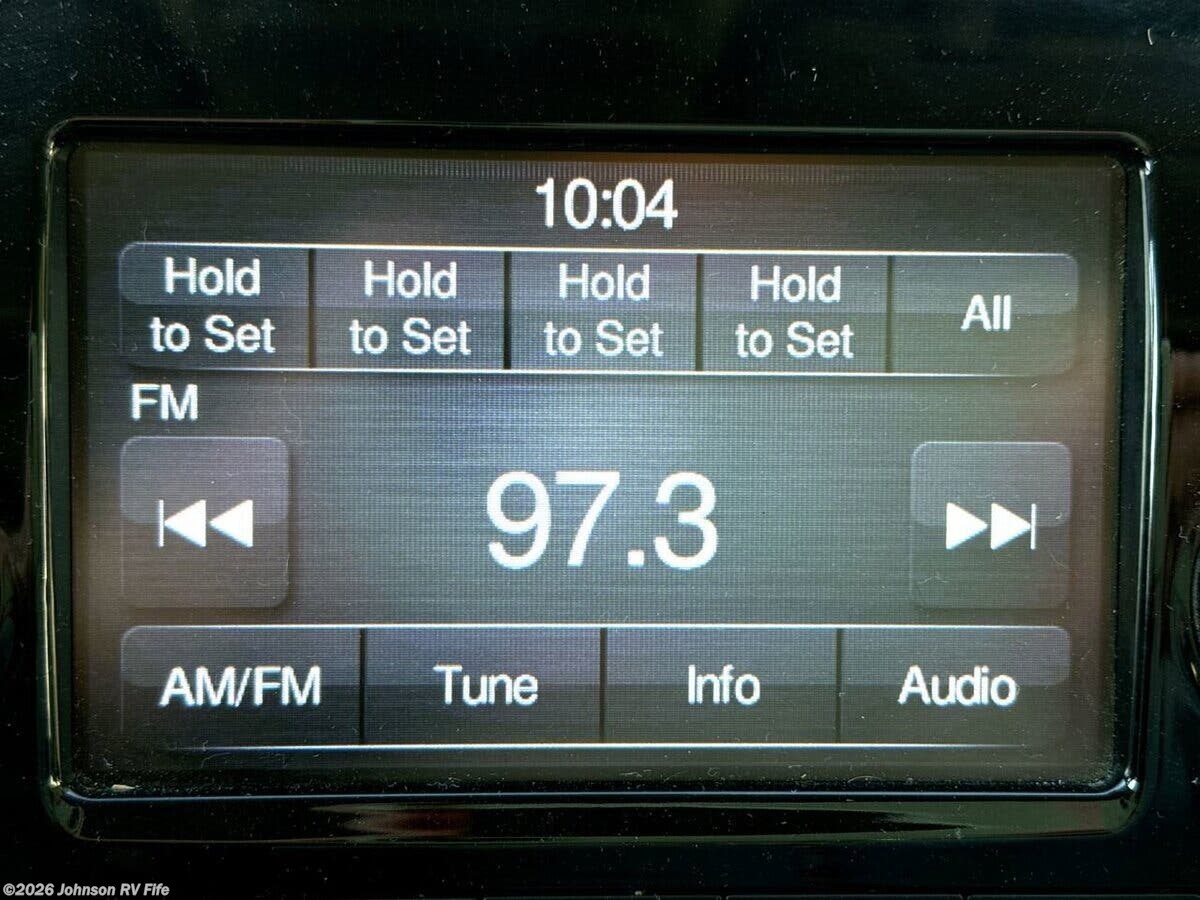 10:04
Hold to Set Hold to Set Hold to Set Hold to Set All
FM
97.3
AM/FM Tune Info Audio
©2026 Johnson RV Fife